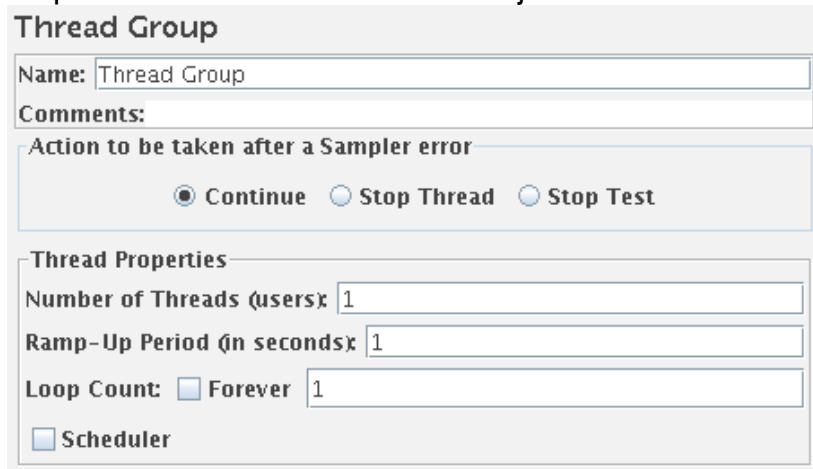 Thread Group
Name: Thread Group
Comments:
Action to be taken after a Sampler error
Continue Stop Thread Stop Test
Thread Properties
Number of Threads (users): 1
Ramp-Up Period (in seconds): 1
Loop Count: Forever 1
Scheduler